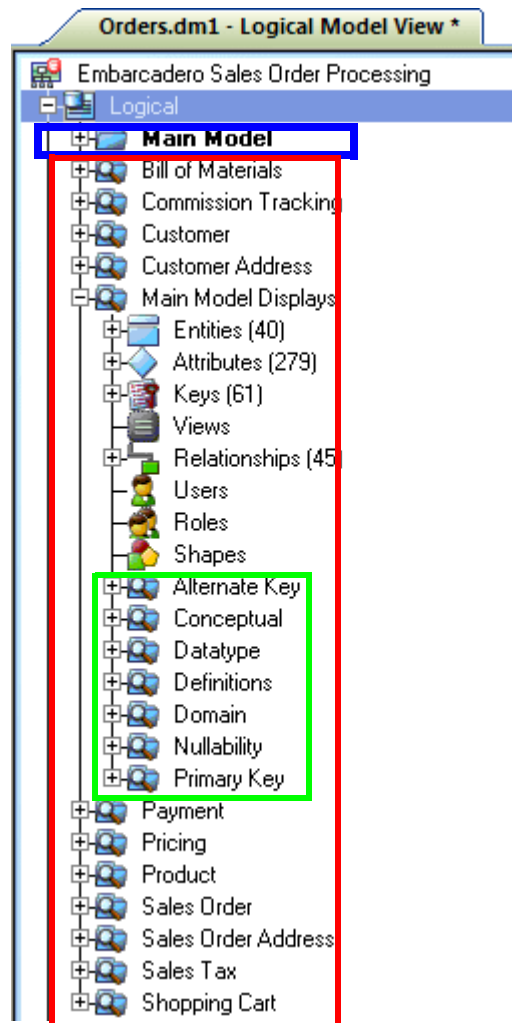 Orders.dm1 - Logical Model View *
Embarcadero Sales Order Processing
Logical
Main Model
Bill of Materials
Commission Tracking
Customer
Customer Address
Main Model Displays
Entities (40)
Attributes (279)
Keys (61)
Views
Relationships (45)
Users
Roles
Shapes
Alternate Key
Conceptual
Datatype
Definitions
Domain
Nullability
Primary Key
Payment
Pricing
Product
Sales Order
Sales Order Address
Sales Tax
Shopping Cart